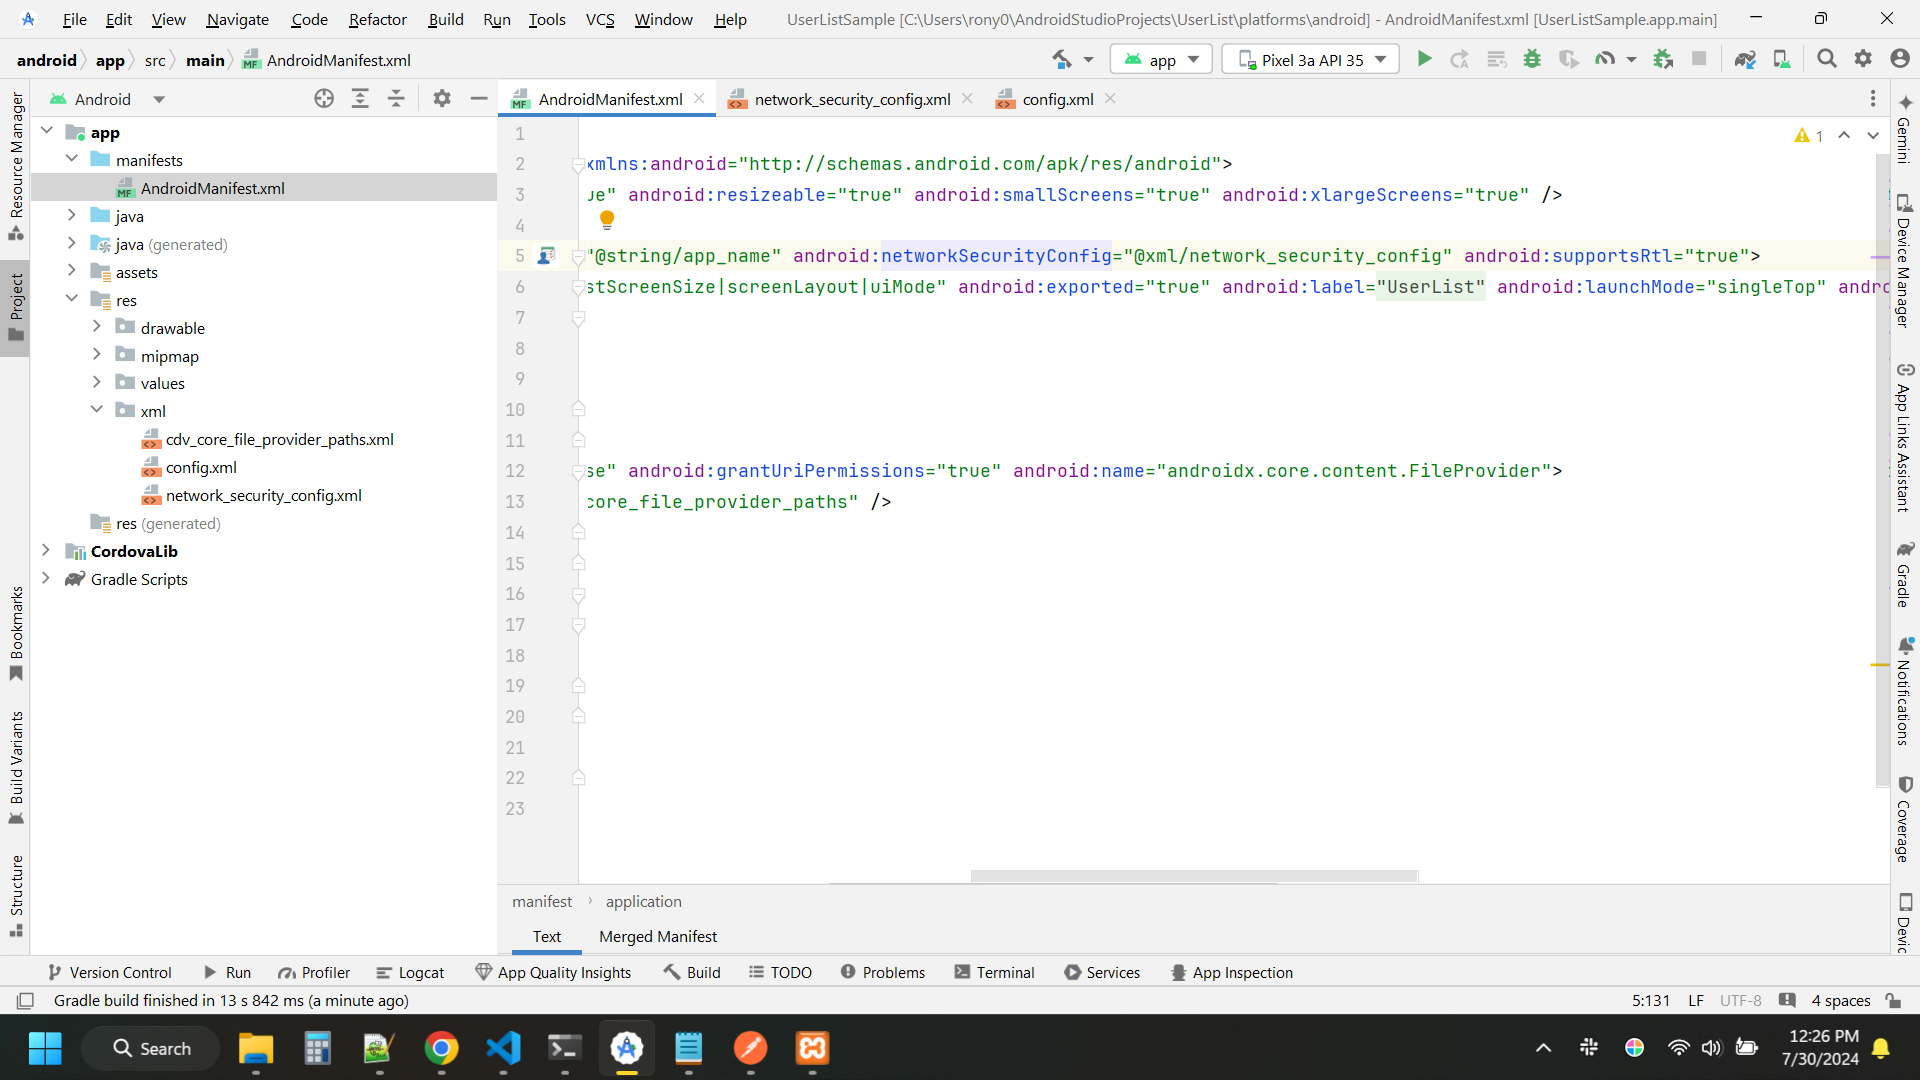 File Edit View Navigate Code Refactor Build Run Tools VCS Window Help UserListSample [C:\Users\rony0\AndroidStudioProjects\UserList\platforms\android] - AndroidManifest.xml [UserListSample.app.main]
android app src main AndroidManifest.xml app Pixel 3a API 35
Android
AndroidManifest.xml network_security_config.xml config.xml
app
manifests
AndroidManifest.xml
java
java (generated)
assets
res
drawable
mipmap
values
xml
cdv_core_file_provider_paths.xml
config.xml
network_security_config.xml
res (generated)
CordovaLib
Gradle Scripts
Resource Manager
Project
Bookmarks
Build Variants
Structure
1
1
2 xmlns:android="http://schemas.android.com/apk/res/android">
3 ue" android:resizeable="true" android:smallScreens="true" android:xlargeScreens="true" />
4
5 "@string/app_name" android:networkSecurityConfig="@xml/network_security_config" android:supportsRtl="true">
6 stScreenSize|screenLayout|uiMode" android:exported="true" android:label="UserList" android:launchMode="singleTop" andro
7
8
9
10
11
12 se" android:grantUriPermissions="true" android:name="androidx.core.content.FileProvider">
13 core_file_provider_paths" />
14
15
16
17
18
19
20
21
22
23
Gemini
Device Manager
App Links Assistant
Gradle
Notifications
Coverage
Devic
manifest application
Text Merged Manifest
Version Control Run Profiler Logcat App Quality Insights Build TODO Problems Terminal Services App Inspection
Gradle build finished in 13 s 842 ms (a minute ago) 5:131 LF UTF-8 4 spaces
Search
12:26 PM
7/30/2024